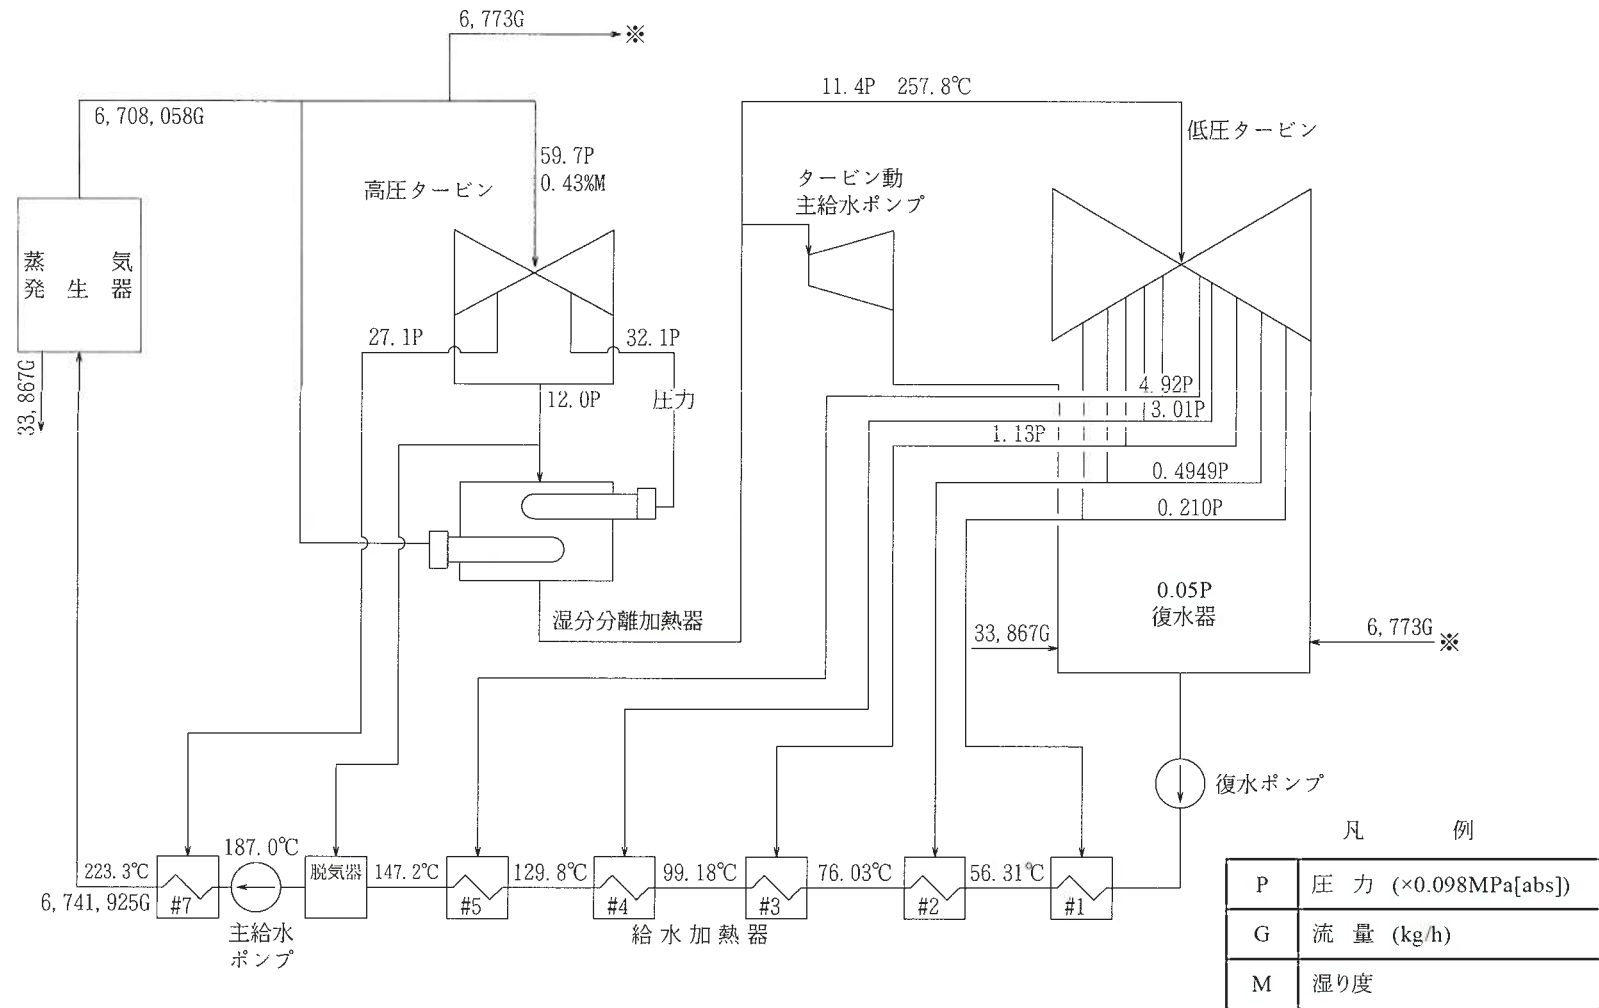 6,773G
※
11.4P 257.8℃
6,708,058G
低圧タービン
59.7P
0.43%M
高圧タービン
タービン動
主給水ポンプ
蒸気
発生器
27.1P
32.1P
33,867G
4.92P
12.0P
圧力
3.01P
1.13P
0.4949P
0.210P
0.05P
復水器
湿分分離加熱器
33,867G
6,773G
※
復水ポンプ
凡例
187.0℃
223.3℃
脱気器
147.2℃
129.8℃
99.18℃
76.03℃
56.31℃
6,741,925G
#7
#5
#4
#3
#2
#1
主給水
ポンプ
給水加熱器
P 圧力 (×0.098MPa[abs])
G 流量 (kg/h)
M 湿り度